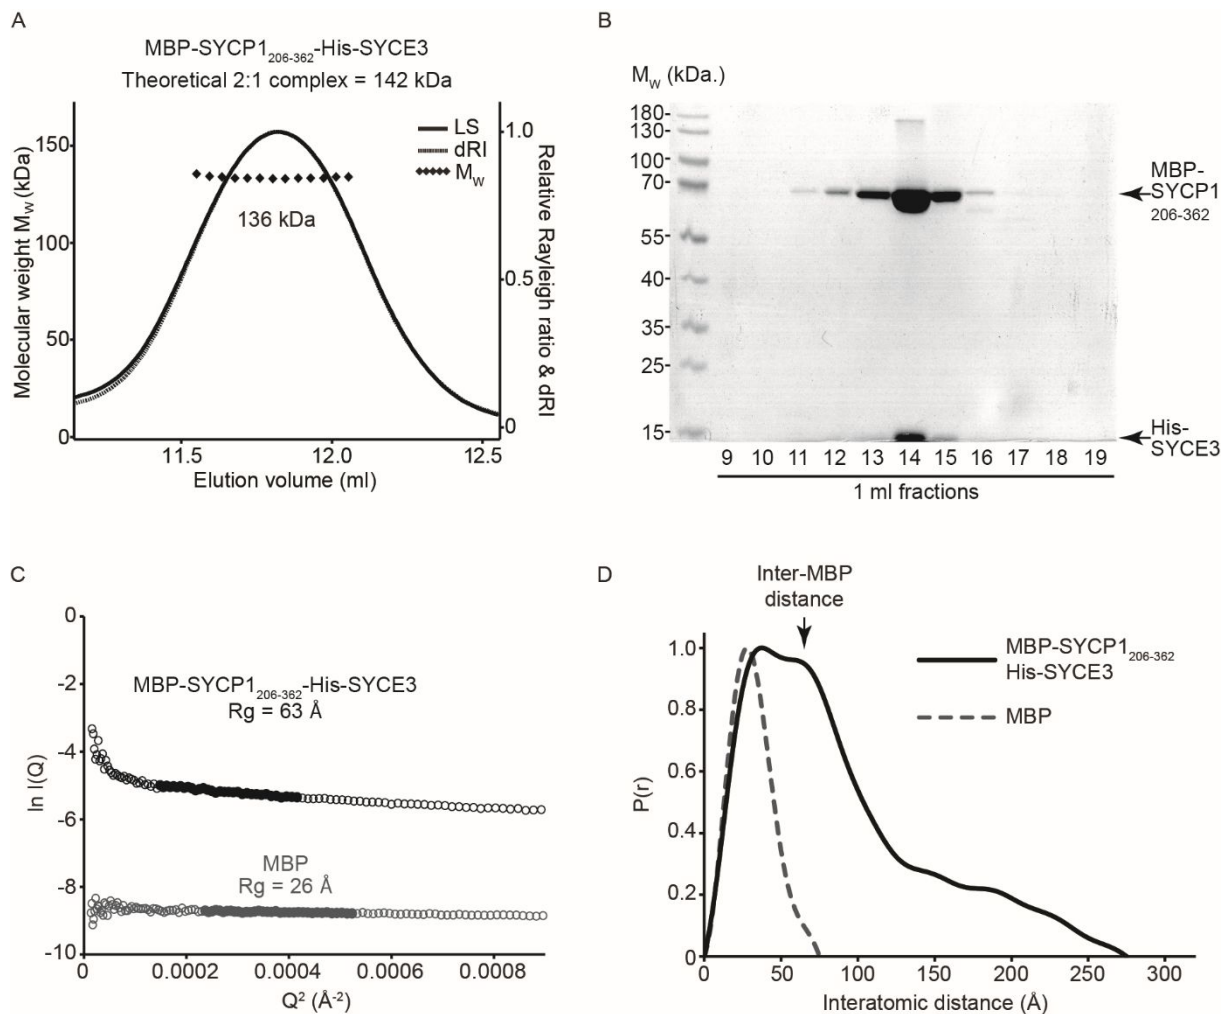 A
MBP-SYCP1206-362-His-SYCE3
Theoretical 2:1 complex = 142 kDa
Molecular weight MW (kDa)
150
100
50
0
LS
dRI
MW
136 kDa
1.0
0.5
0
Relative Rayleigh ratio & dRI
11.5
12.0
12.5
Elution volume (ml)
B
MW (kDa.)
180-
130-
100-
70-
55-
40-
35-
25-
15-
MBP-
SYCP1
206-362
His-
SYCE3
9 10 11 12 13 14 15 16 17 18 19
1 ml fractions
C
ln I(Q)
0
-2
-4
-6
-8
-10
MBP-SYCP1206-362-His-SYCE3
Rg = 63 Å
MBP
Rg = 26 Å
0 0.0002 0.0004 0.0006 0.0008
Q² (Å⁻²)
D
Inter-MBP
distance
P(r)
1.0
0.8
0.6
0.4
0.2
0
MBP-SYCP1206-362
His-SYCE3
MBP
0 50 100 150 200 250 300
Interatomic distance (Å)